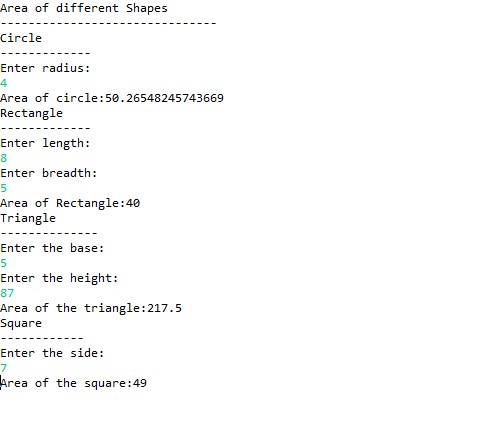 Area of different Shapes
-------------------------------
Circle
-------------
Enter radius:
4
Area of circle:50.26548245743669
Rectangle
-------------
Enter length:
8
Enter breadth:
5
Area of Rectangle:40
Triangle
--------------
Enter the base:
5
Enter the height:
87
Area of the triangle:217.5
Square
------------
Enter the side:
7
Area of the square:49